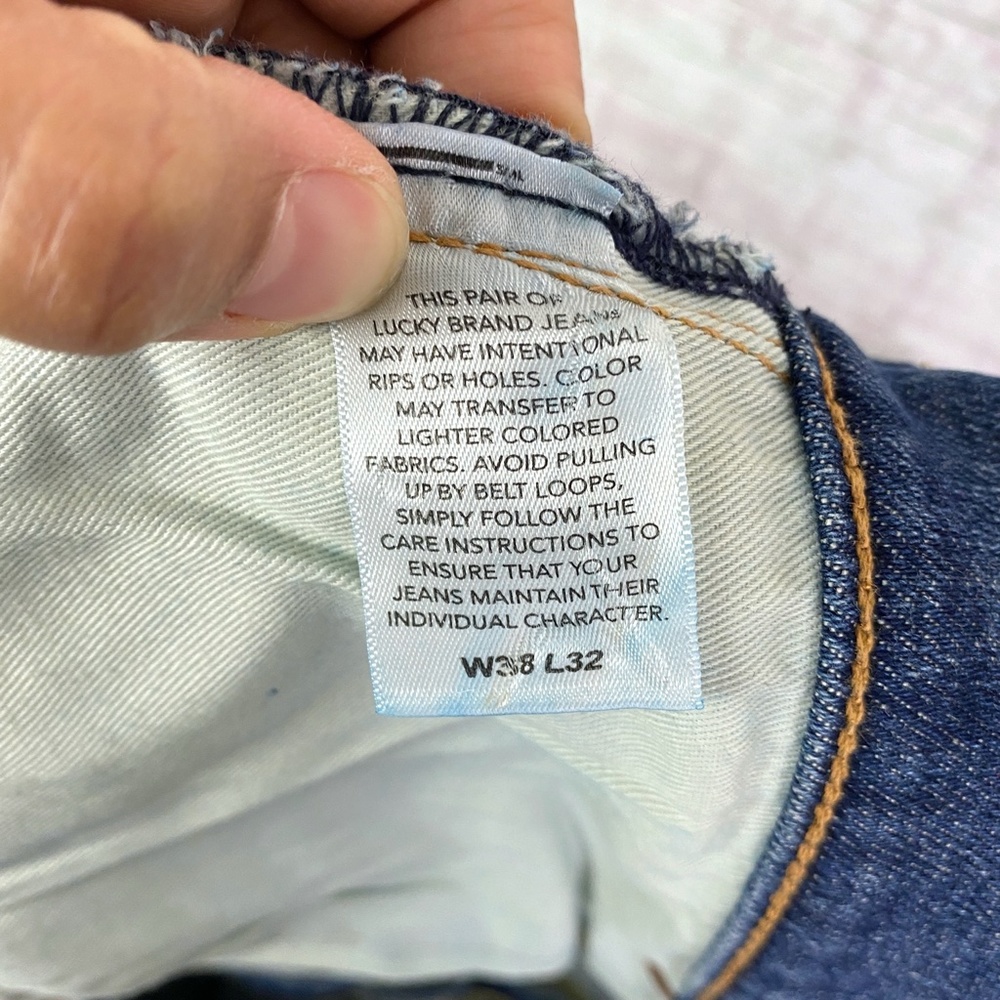 THIS PAIR OF
LUCKY BRAND JEANS
MAY HAVE INTENTIONAL
RIPS OR HOLES. COLOR
MAY TRANSFER TO
LIGHTER COLORED
FABRICS. AVOID PULLING
UP BY BELT LOOPS,
SIMPLY FOLLOW THE
CARE INSTRUCTIONS TO
ENSURE THAT YOUR
JEANS MAINTAIN THEIR
INDIVIDUAL CHARACTER.
W38 L32